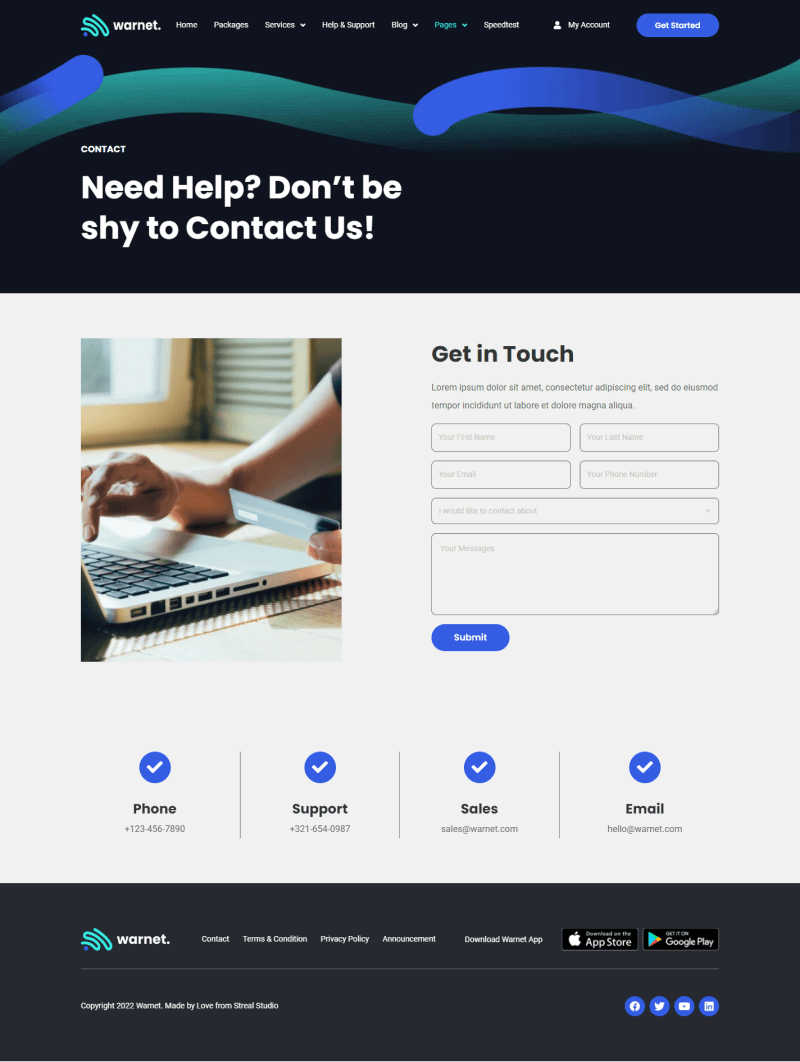 warnet.
Home Packages Services Help & Support Blog Pages Speedtest My Account Get Started
CONTACT
Need Help? Don’t be
shy to Contact Us!
Get in Touch
Lorem ipsum dolor sit amet, consectetur adipiscing elit, sed do eiusmod
tempor incididunt ut labore et dolore magna aliqua.
Your First Name Your Last Name
Your Email Your Phone Number
I would like to contact about
Your Messages
Submit
Phone
+123-456-7890
Support
+321-654-0987
Sales
sales@warnet.com
Email
hello@warnet.com
warnet.
Contact Terms & Condition Privacy Policy Announcement Download Warnet App
Download on the
App Store
GET IT ON
Google Play
Copyright 2022 Warnet. Made by Love from Streal Studio